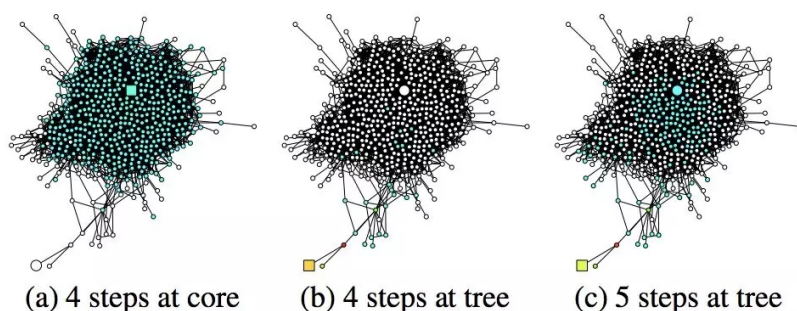 (a) 4 steps at core
(b) 4 steps at tree
(c) 5 steps at tree